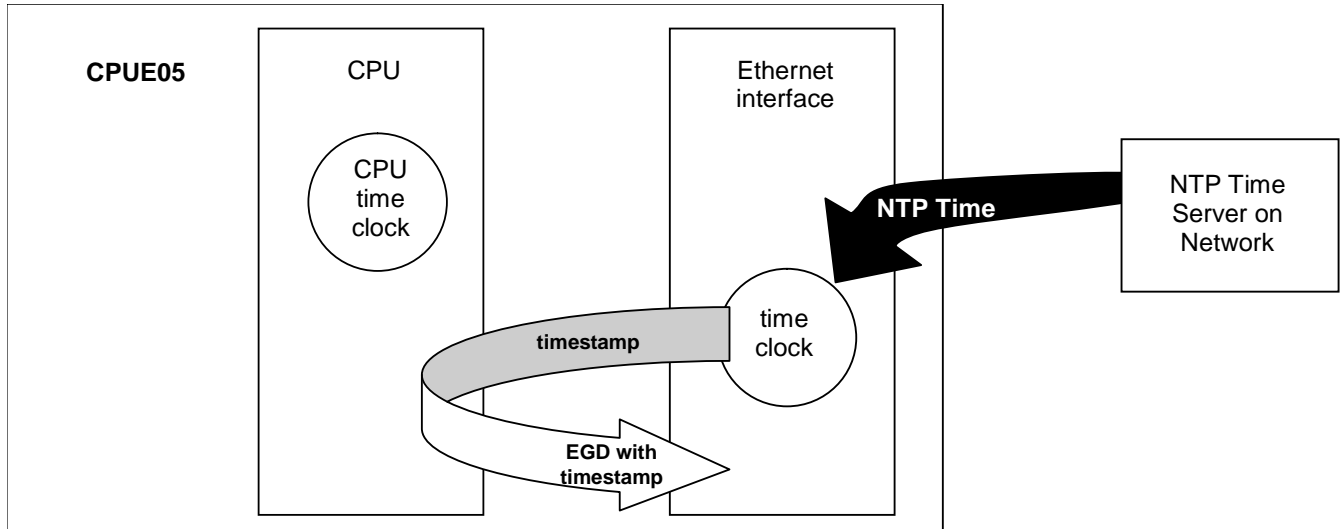 CPUE05
CPU
CPU
time
clock
Ethernet
interface
NTP Time
NTP Time
Server on
Network
time
clock
timestamp
EGD with
timestamp